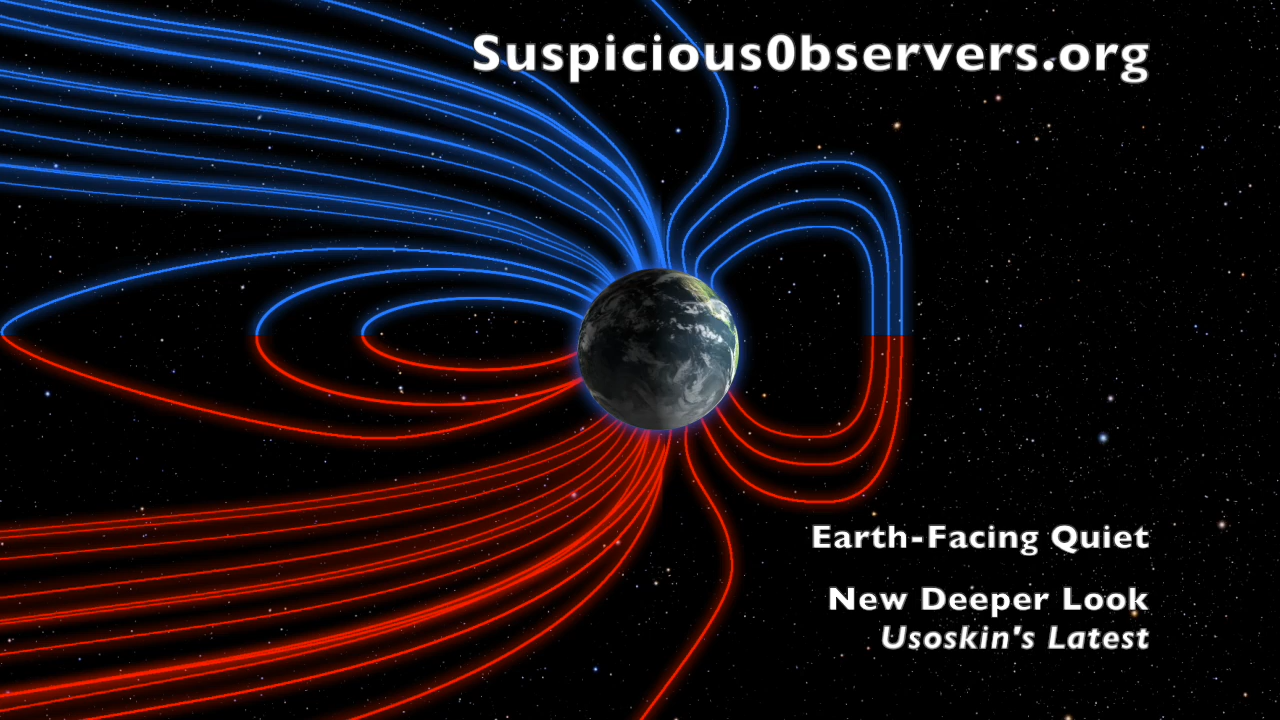 Suspicious0bservers.org
Earth-Facing Quiet
New Deeper Look
Usoskin's Latest